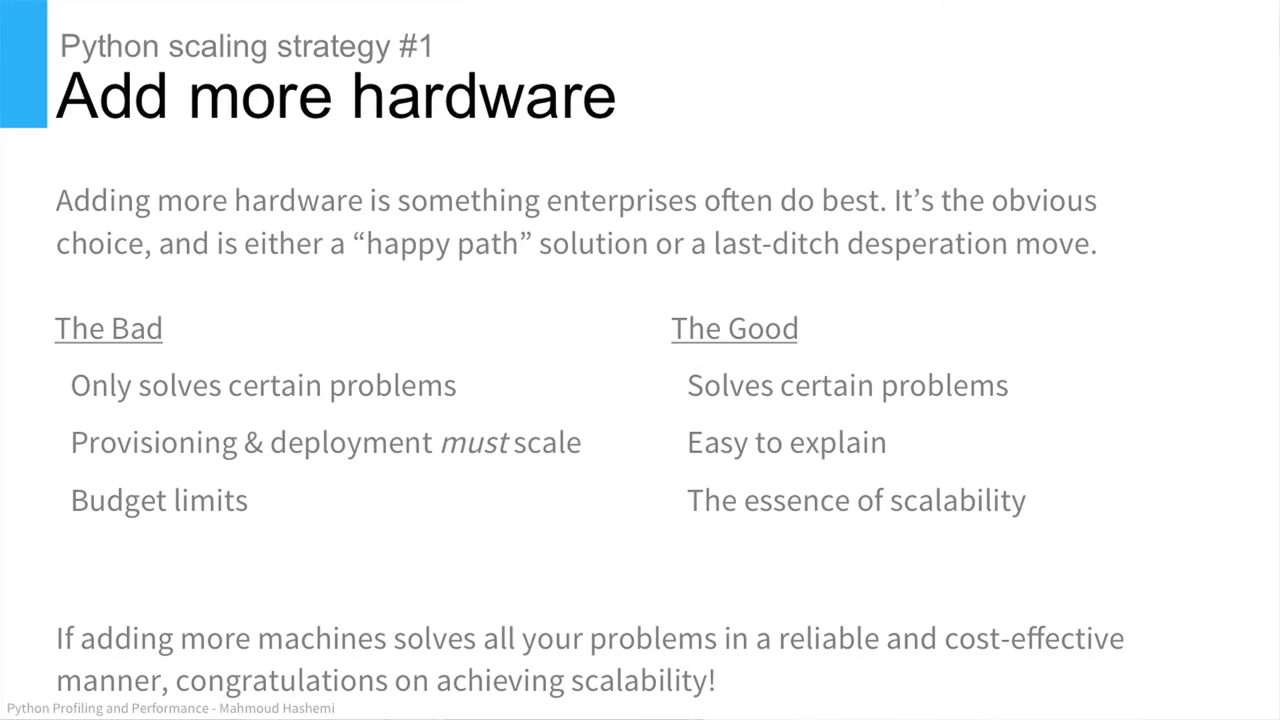 Python scaling strategy #1
Add more hardware
Adding more hardware is something enterprises often do best. It’s the obvious
choice, and is either a “happy path” solution or a last-ditch desperation move.
The Bad
Only solves certain problems
Provisioning & deployment must scale
Budget limits
The Good
Solves certain problems
Easy to explain
The essence of scalability
If adding more machines solves all your problems in a reliable and cost-effective
manner, congratulations on achieving scalability!
Python Profiling and Performance - Mahmoud Hashemi